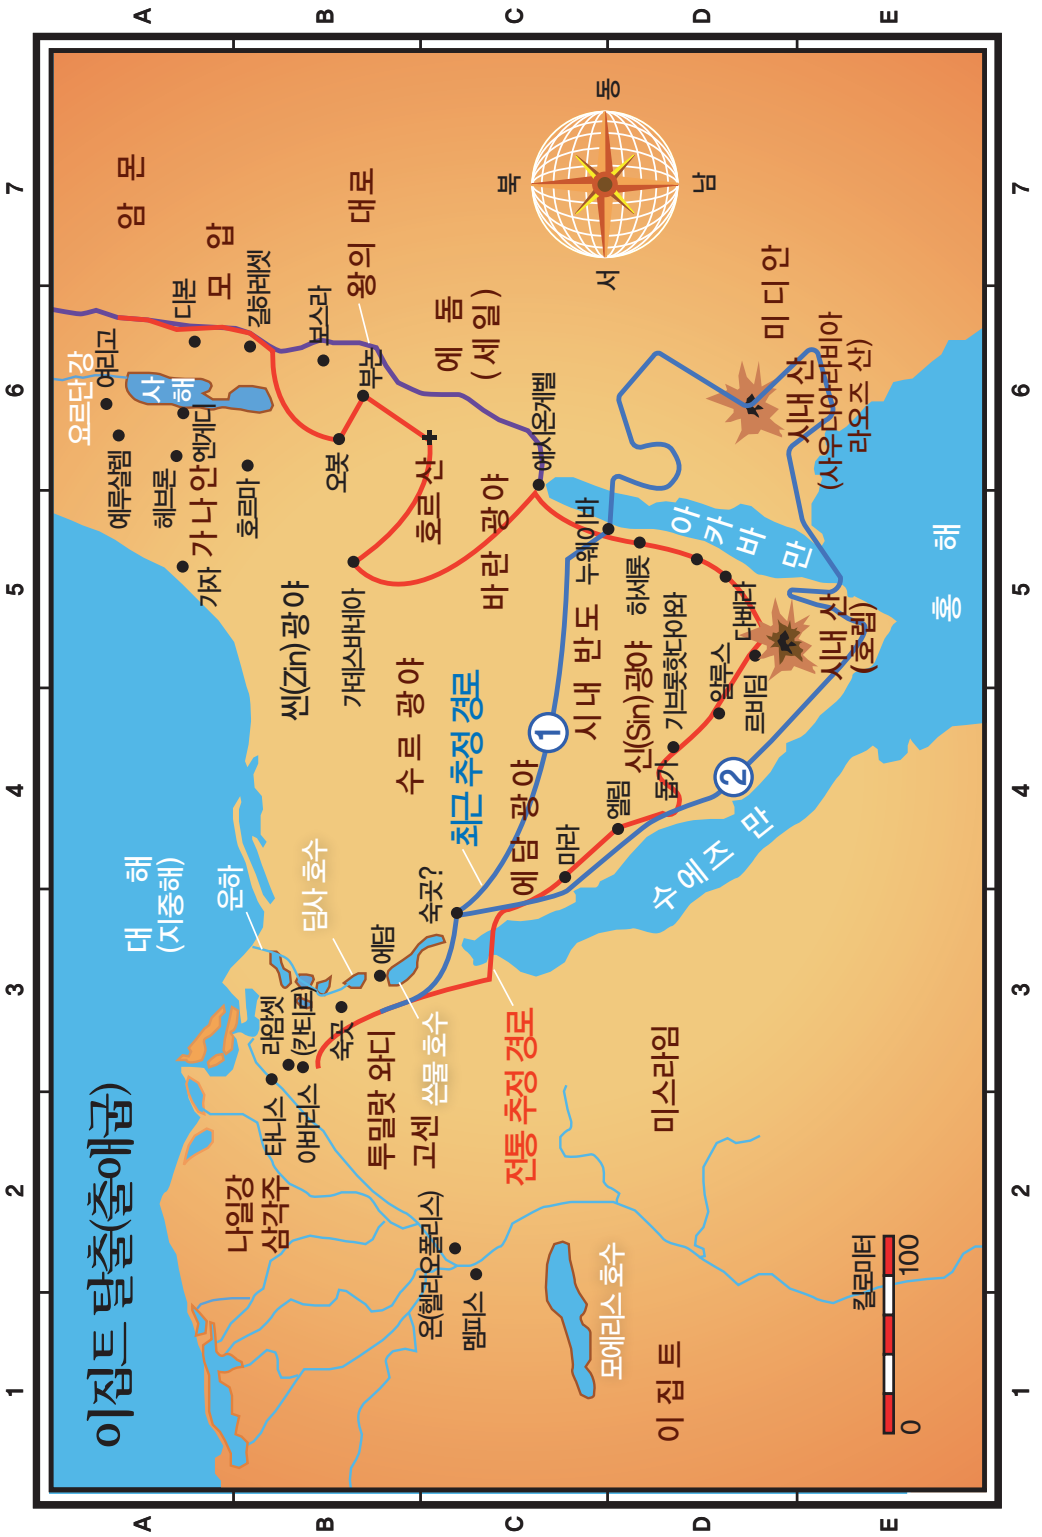 이집트 탈출(출애굽)
1 2 3 4 5 6 7
A
B
C
D
E
대 해
(지중해)
요르단강
여리고
암 몬
예루살렘
사
해
디본
모 압
헤브론
엔게디
가 나 안
가자
호르마
갈하레셋
운하
나일강
삼각주
타니스
라암셋
(칸티르)
아바리스
숙곳
딤사 호수
씬(Zin) 광 야
오봇
보스라
부논
왕의 대로
가데스바네아
투밀랏 와디
에담
고센
쓴물 호수
숙곳?
수 르 광 야
호르 산
에 돔
(세 일)
온(헬리오폴리스)
멤피스
최근 추정 경로
전통 추정 경로
바 란 광 야
에시온게벨
북
남
동
서
에 담 광 야
1
마라
시 내 반 도
누웨이바
모에리스 호수
엘림
신(Sin) 광야
하세롯
돕가
기브롯핫다아와
알루스
르비딤
다베라
아 카 바 만
이 집 트
미스라임
수 에 즈 만
2
미 디 안
시내 산
(사우디아라비아
라오즈 산)
시내 산
(호렙)
홍 해
킬로미터
0 100
A
B
C
D
E
1 2 3 4 5 6 7